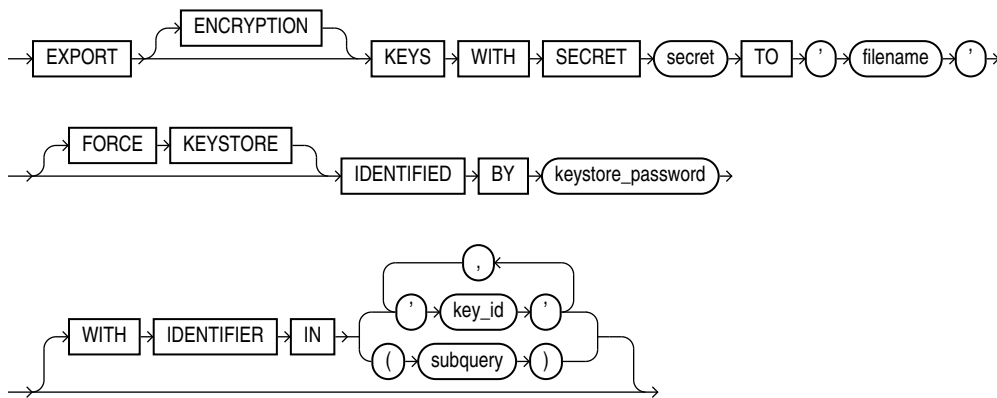 ENCRYPTION
EXPORT KEYS WITH SECRET secret TO ' filename '
FORCE KEYSTORE
IDENTIFIED BY keystore_password
,
' key_id '
WITH IDENTIFIER IN
( subquery )